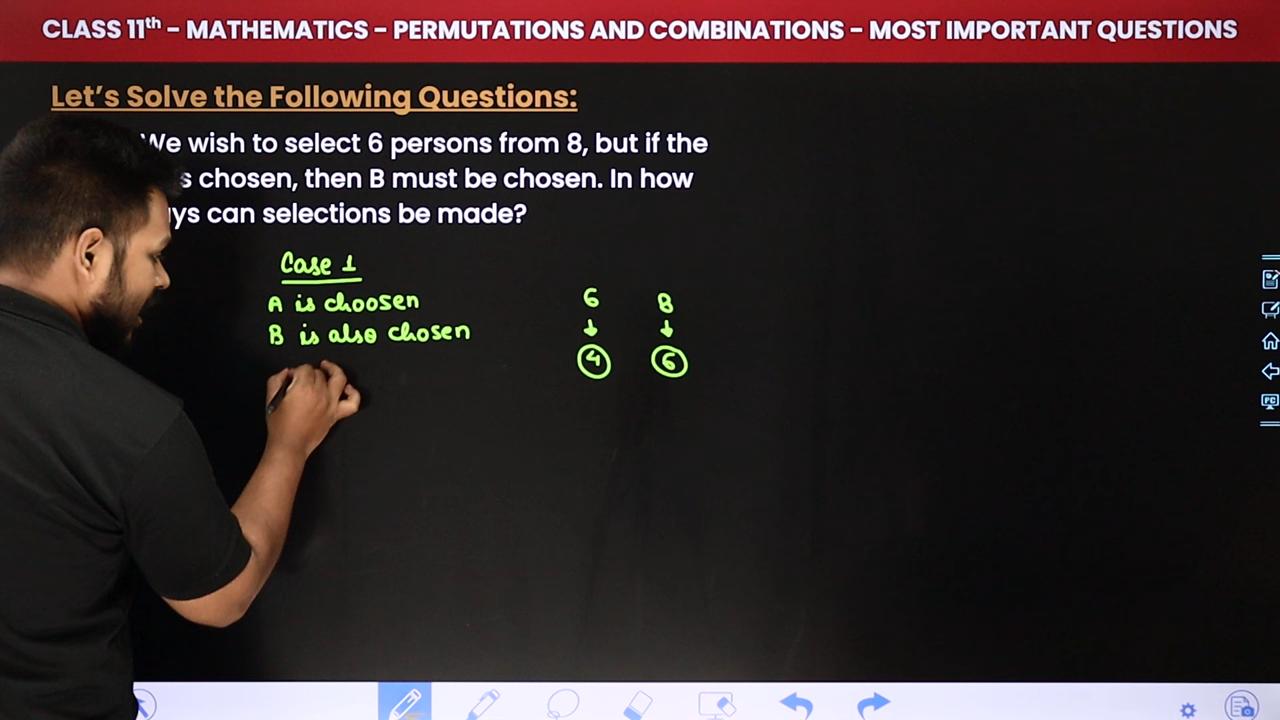 CLASS 11th – MATHEMATICS – PERMUTATIONS AND COMBINATIONS – MOST IMPORTANT QUESTIONS
Let's Solve the Following Questions:
We wish to select 6 persons from 8, but if the
chosen, then B must be chosen. In how
can selections be made?
Case 1
A is choosen
B is also chosen
6 8
↓ ↓
4 6
PC